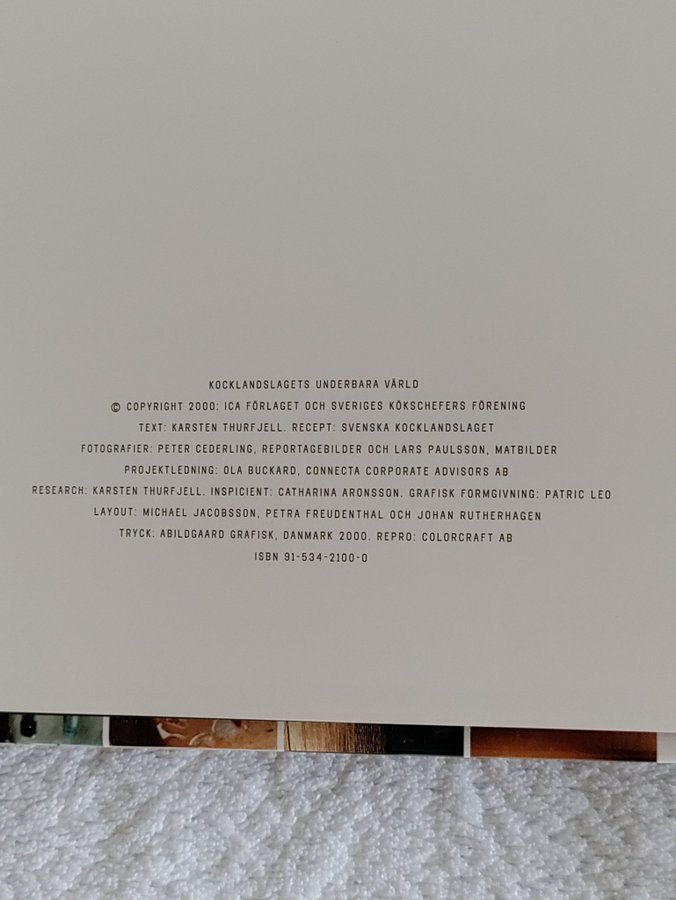 KOCKLANDSLAGETS UNDERBARA VÄRLD
© COPYRIGHT 2000: ICA FÖRLAGET OCH SVERIGES KÖKSCHEFERS FÖRENING
TEXT: KARSTEN THURFJELL. RECEPT: SVENSKA KOCKLANDSLAGET
FOTOGRAFIER: PETER CEDERLING, REPORTAGEBILDER OCH LARS PAULSSON, MATBILDER
PROJEKTLEDNING: OLA BUCKARD, CONNECTA CORPORATE ADVISORS AB
RESEARCH: KARSTEN THURFJELL. INSPICIENT: CATHARINA ARONSSON. GRAFISK FORMGIVNING: PATRIC LEO
LAYOUT: MICHAEL JACOBSSON, PETRA FREUDENTHAL OCH JOHAN RUTHERHAGEN
TRYCK: ABILDGAARD GRAFISK, DANMARK 2000. REPRO: COLORCRAFT AB
ISBN 91-534-2100-0